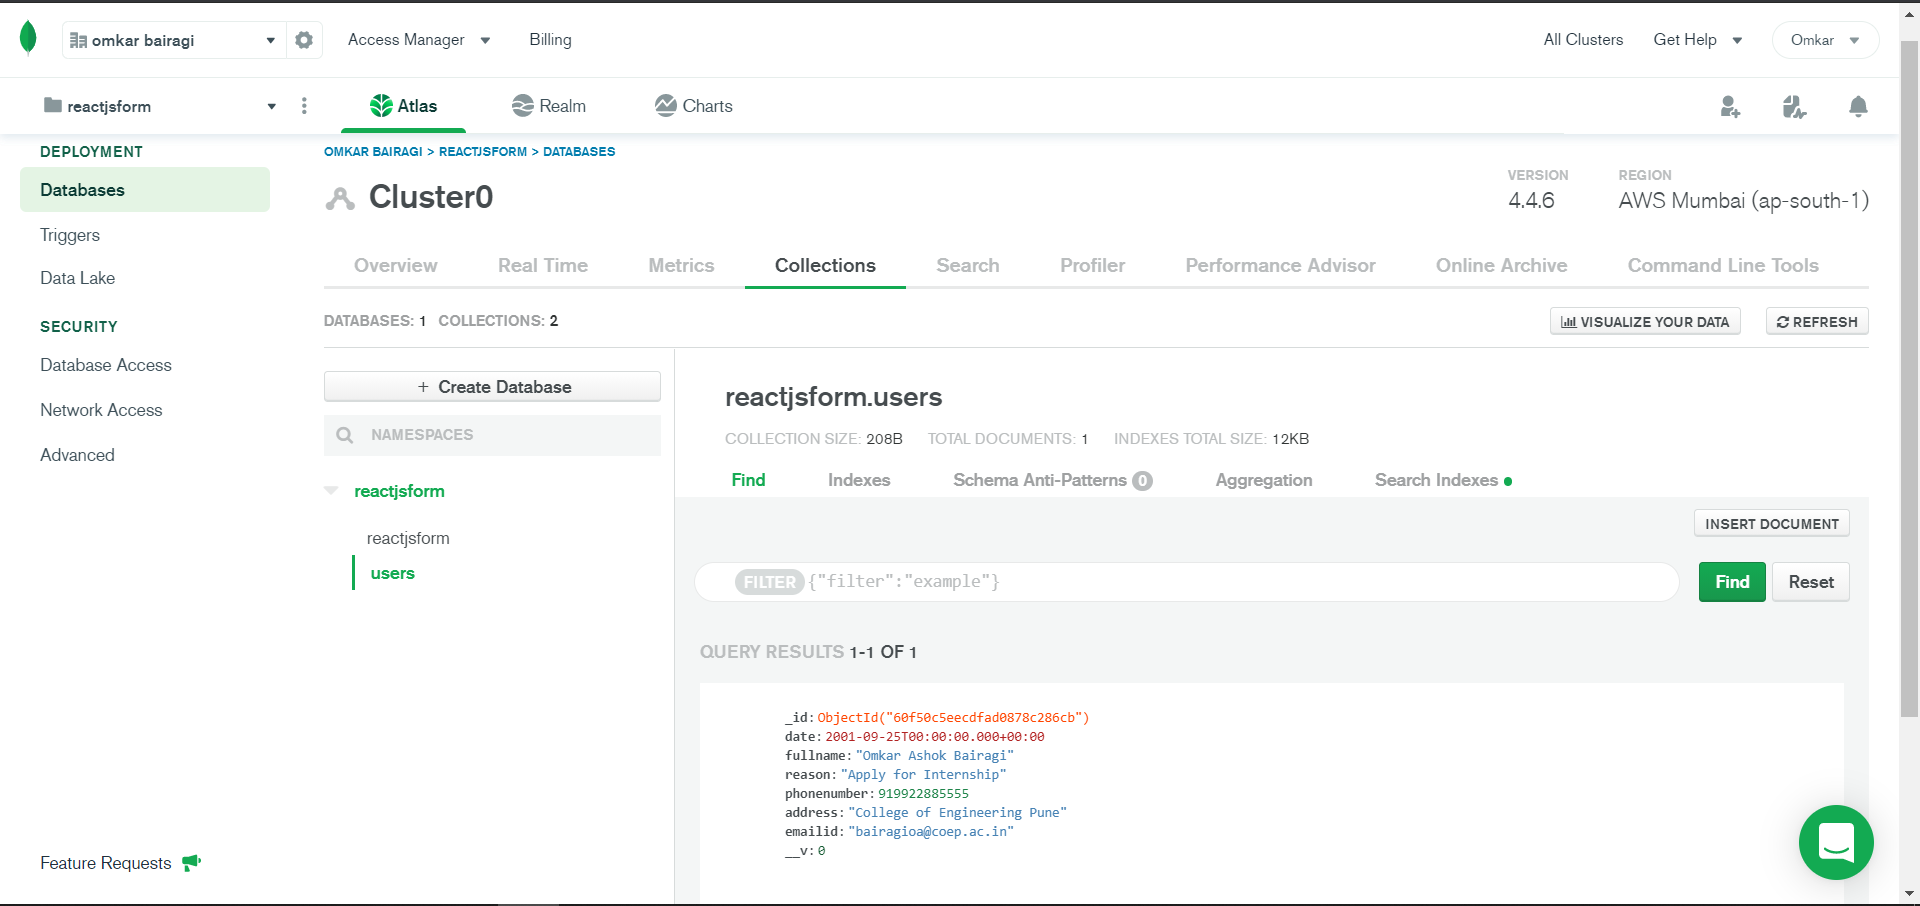 omkar bairagi
Access Manager
Billing
All Clusters
Get Help
Omkar
reactjsform
Atlas
Realm
Charts
DEPLOYMENT
Databases
Triggers
Data Lake
SECURITY
Database Access
Network Access
Advanced
Feature Requests
OMKAR BAIRAGI > REACTJSFORM > DATABASES
Cluster0
VERSION
4.4.6
REGION
AWS Mumbai (ap-south-1)
Overview
Real Time
Metrics
Collections
Search
Profiler
Performance Advisor
Online Archive
Command Line Tools
DATABASES: 1 COLLECTIONS: 2
VISUALIZE YOUR DATA
REFRESH
+ Create Database
NAMESPACES
reactjsform
reactjsform
users
reactjsform.users
COLLECTION SIZE: 208B TOTAL DOCUMENTS: 1 INDEXES TOTAL SIZE: 12KB
Find
Indexes
Schema Anti-Patterns 0
Aggregation
Search Indexes
INSERT DOCUMENT
FILTER {"filter":"example"}
Find
Reset
QUERY RESULTS 1-1 OF 1
_id: ObjectId("60f50c5eecdfad0878c286cb")
date: 2001-09-25T00:00:00.000+00:00
fullname: "Omkar Ashok Bairagi"
reason: "Apply for Internship"
phonenumber: 919922885555
address: "College of Engineering Pune"
emailid: "bairagioa@coep.ac.in"
__v: 0